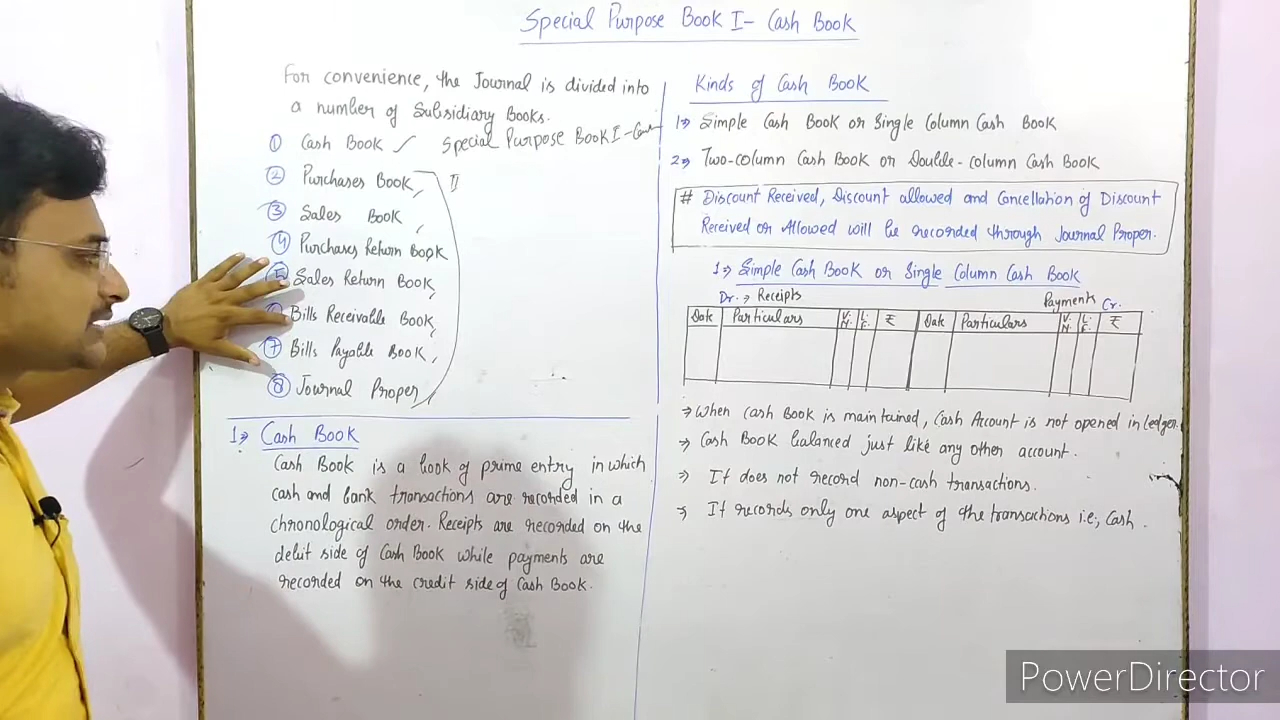 Special Purpose Book I - Cash Book
For convenience, the Journal is divided into
a number of Subsidiary Books.
① Cash Book ✓ Special Purpose Book I - Cash
② Purchases Book, II
③ Sales Book
④ Purchases Return Book
⑤ Sales Return Book,
Bills Receivable Book,
⑦ Bills Payable Book,
⑧ Journal Proper
1⇒ Cash Book
Cash Book is a book of prime entry in which
cash and bank transactions are recorded in a
chronological order. Receipts are recorded on the
debit side of Cash Book while payments are
recorded on the credit side of Cash Book.
Kinds of Cash Book
1⇒ Simple Cash Book or Single Column Cash Book
2⇒ Two-column Cash Book or Double-column Cash Book
# Discount Received, Discount allowed and Cancellation of Discount
Received or Allowed will be recorded through Journal Proper.
1⇒ Simple Cash Book or Single Column Cash Book
Dr. → Receipts Payments Cr.
Date Particulars V.N. L.F. ₹ Date Particulars V.N. L.F. ₹
⇒ When Cash Book is maintained, Cash Account is not opened in Ledger.
⇒ Cash Book balanced just like any other account.
⇒ It does not record non-cash transactions.
⇒ It records only one aspect of the transactions i.e; Cash.
PowerDirector